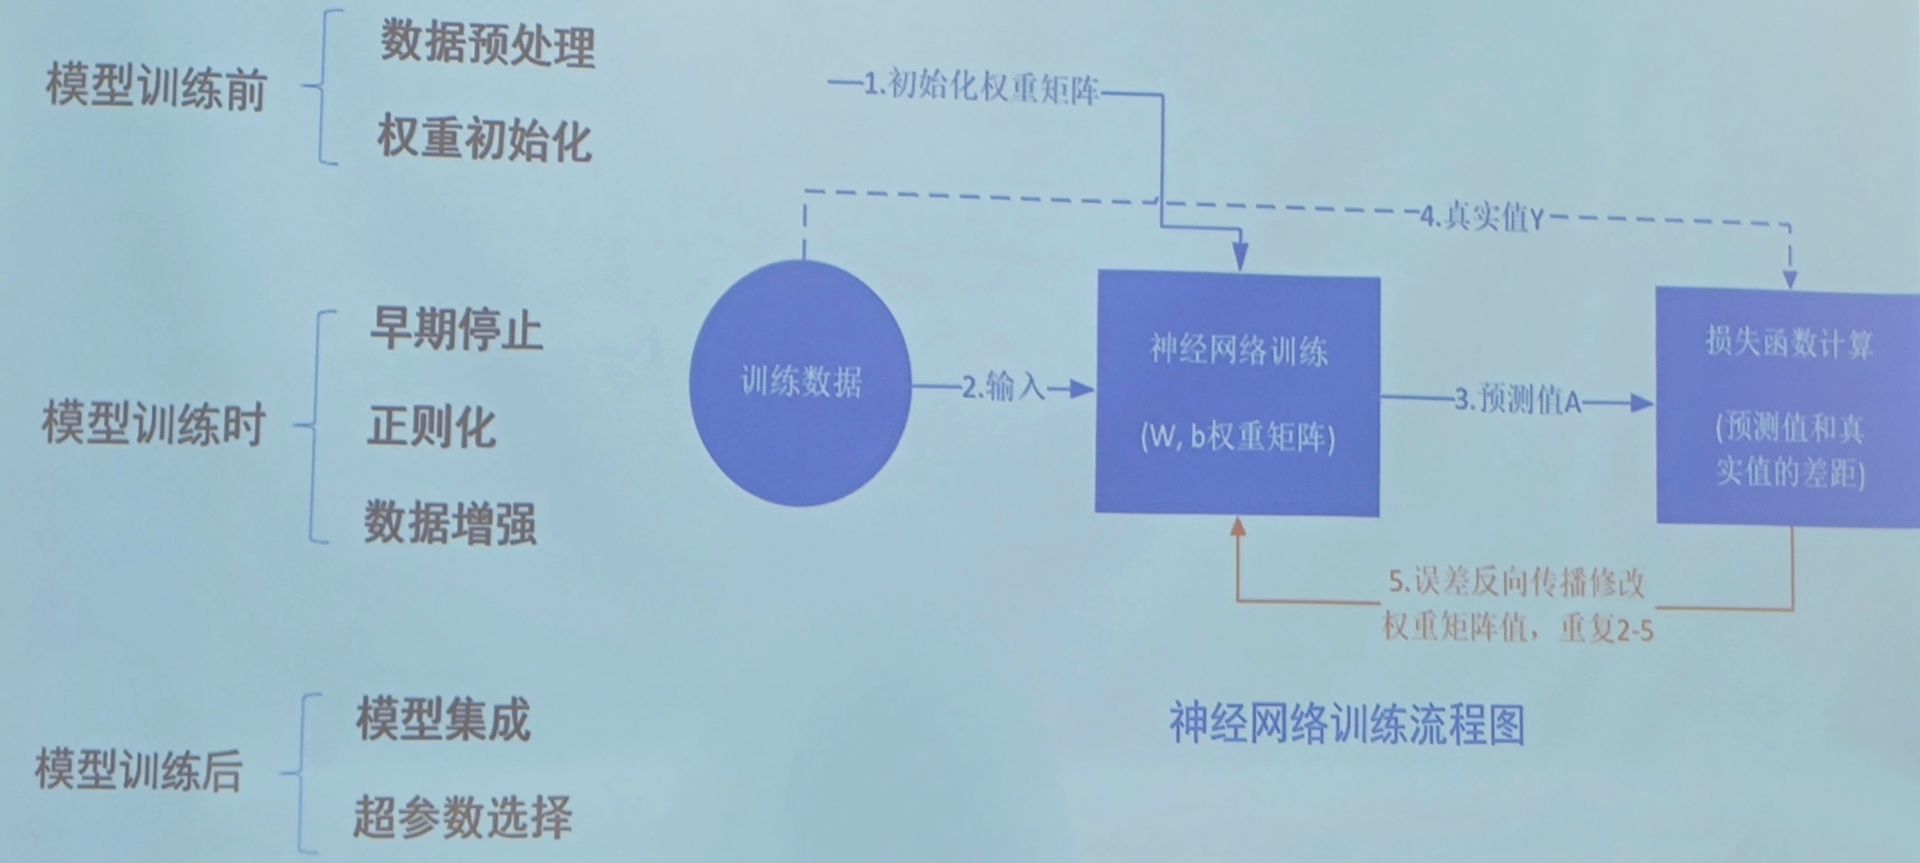 模型训练前
数据预处理
权重初始化
模型训练时
早期停止
正则化
数据增强
模型训练后
模型集成
超参数选择
1.初始化权重矩阵
4.真实值Y
训练数据
2.输入
神经网络训练
(W, b权重矩阵)
3.预测值A
损失函数计算
(预测值和真
实值的差距)
5.误差反向传播修改
权重矩阵值，重复2-5
神经网络训练流程图